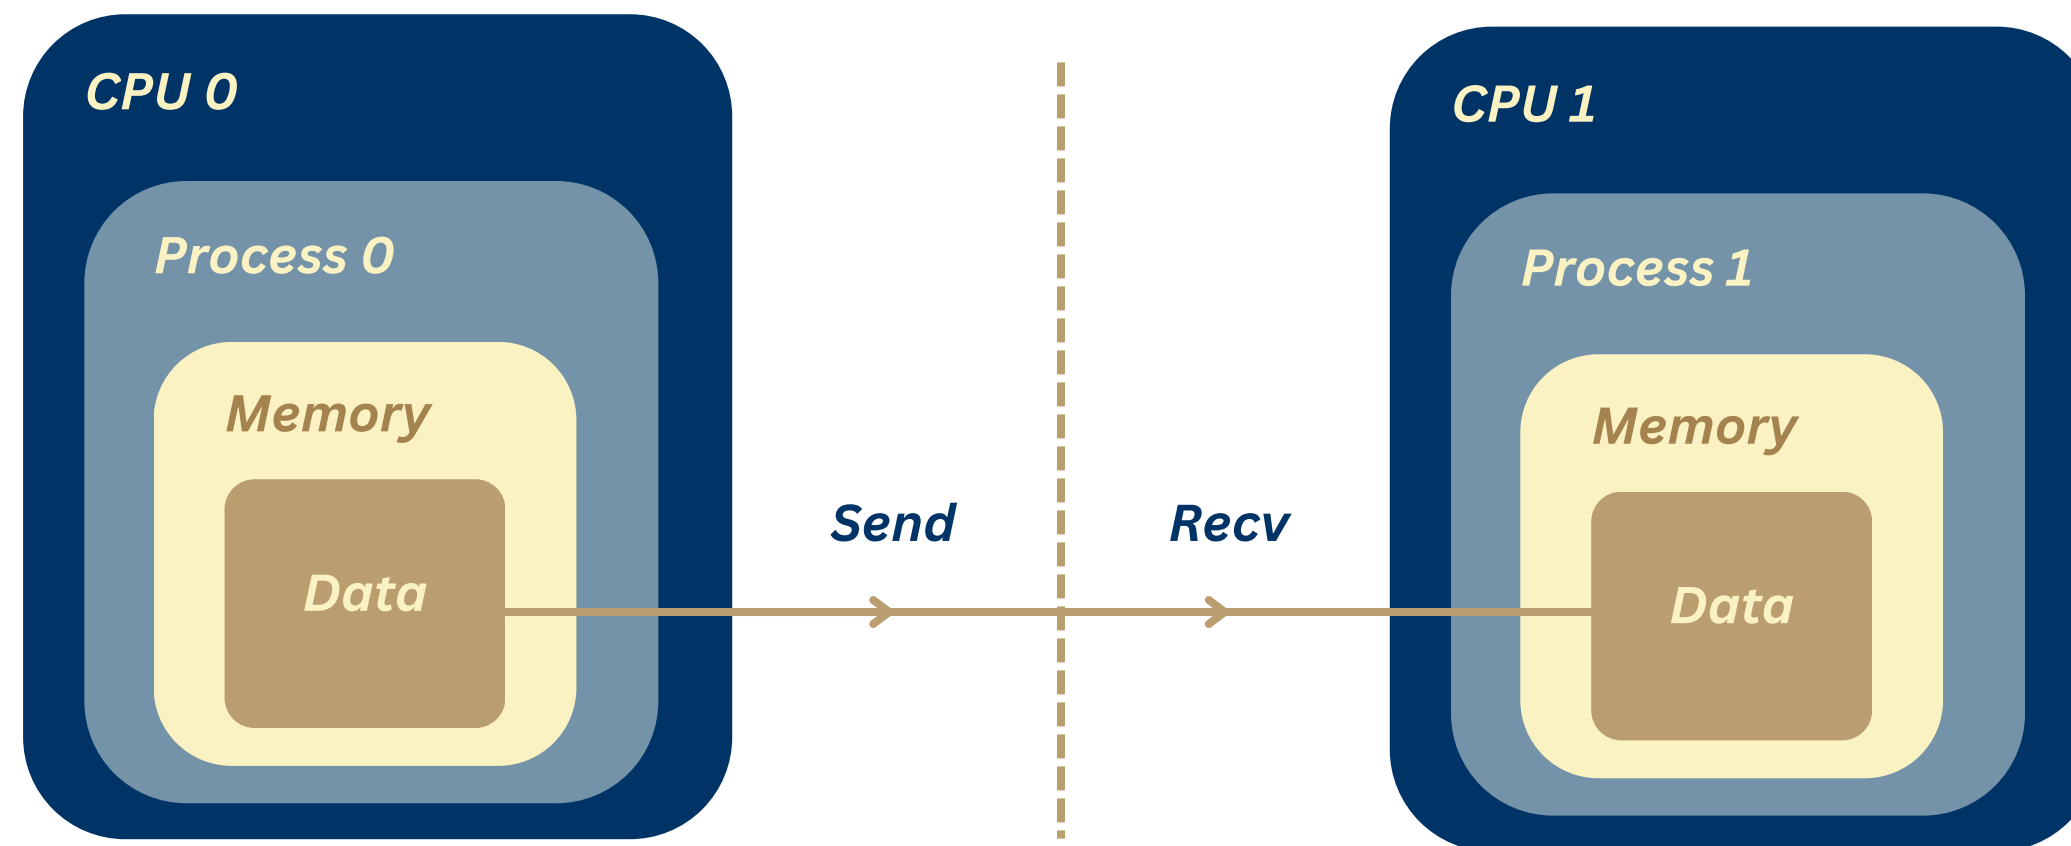 CPU 0
Process 0
Memory
Data
Send
Recv
CPU 1
Process 1
Memory
Data